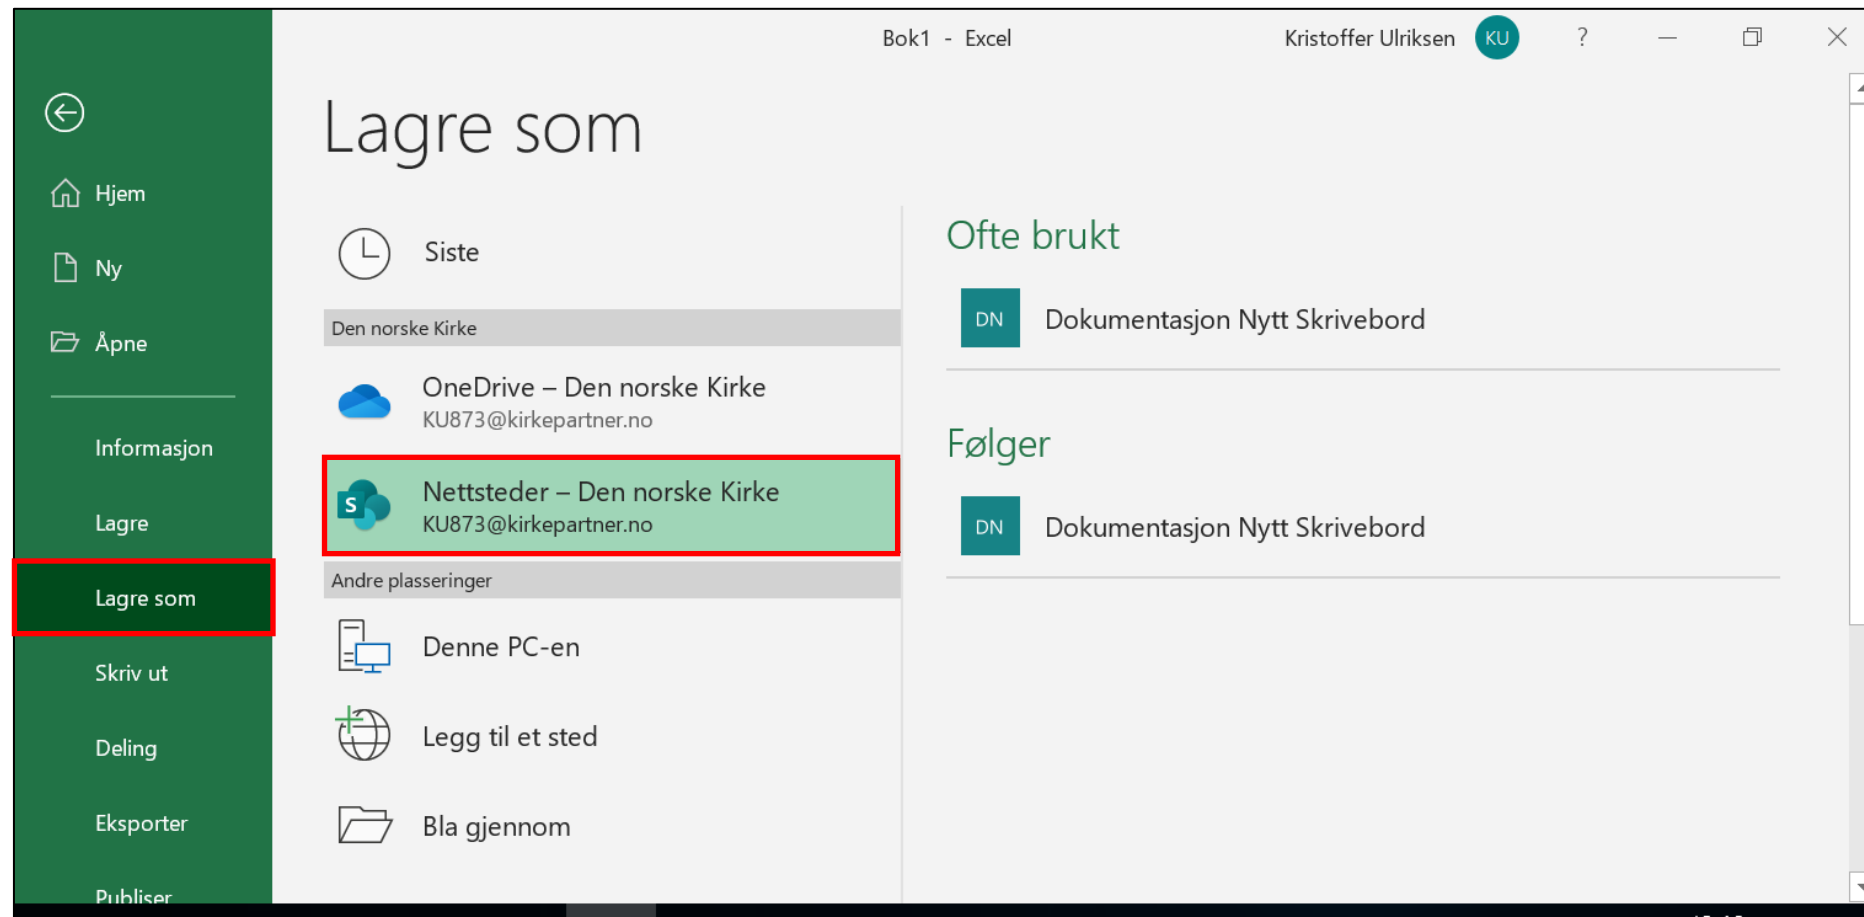 Bok1 - Excel
Kristoffer Ulriksen KU ?
Hjem
Ny
Åpne
Informasjon
Lagre
Lagre som
Skriv ut
Deling
Eksporter
Publiser
Lagre som
Siste
Den norske Kirke
OneDrive – Den norske Kirke
KU873@kirkepartner.no
S
Nettsteder – Den norske Kirke
KU873@kirkepartner.no
Andre plasseringer
Denne PC-en
Legg til et sted
Bla gjennom
Ofte brukt
DN Dokumentasjon Nytt Skrivebord
Følger
DN Dokumentasjon Nytt Skrivebord